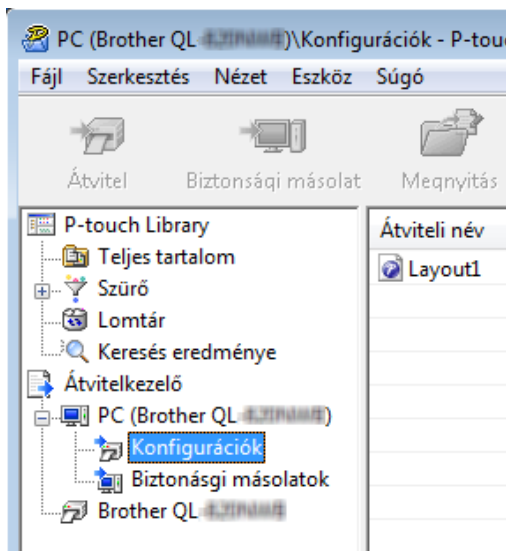 PC (Brother QL )\Konfigurációk - P-touc
Fájl Szerkesztés Nézet Eszköz Súgó
Átvitel Biztonsági másolat Megnyitás
P-touch Library
Átviteli név
Teljes tartalom
Layout1
Szűrő
Lomtár
Keresés eredménye
Átvitelkezelő
PC (Brother QL )
Konfigurációk
Biztonásgi másolatok
Brother QL